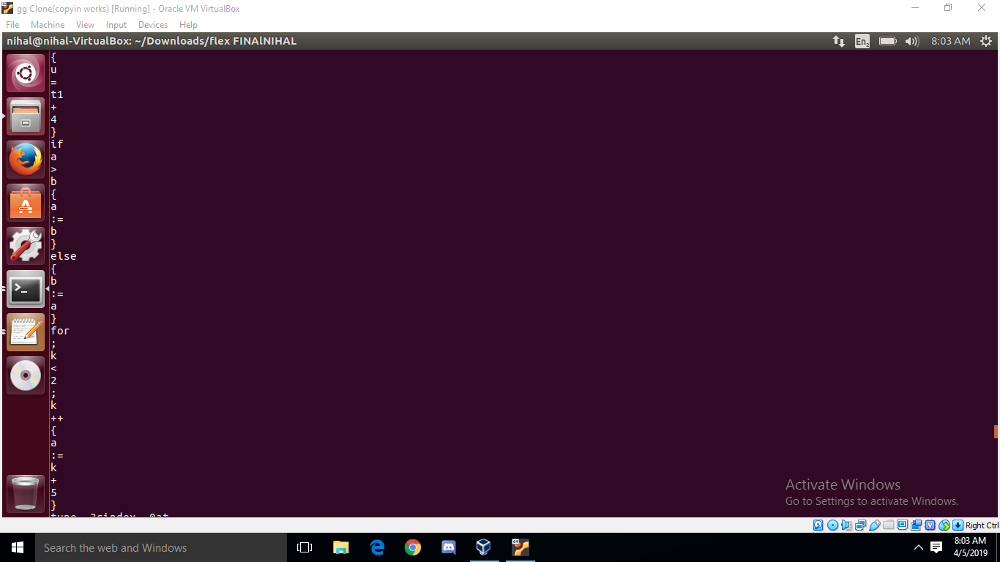 gg Clone(copyin works) [Running] - Oracle VM VirtualBox
File Machine View Input Devices Help
nihal@nihal-VirtualBox: ~/Downloads/flex FINAlNIHAL
En2 8:03 AM
{
u
=
t1
+
4
}
if
a
>
b
{
a
:=
b
}
else
{
b
:=
a
}
for
;
k
<
2
;
k
++
{
a
:=
k
+
5
}
Activate Windows
Go to Settings to activate Windows.
Right Ctrl
Search the web and Windows
8:03 AM
4/5/2019